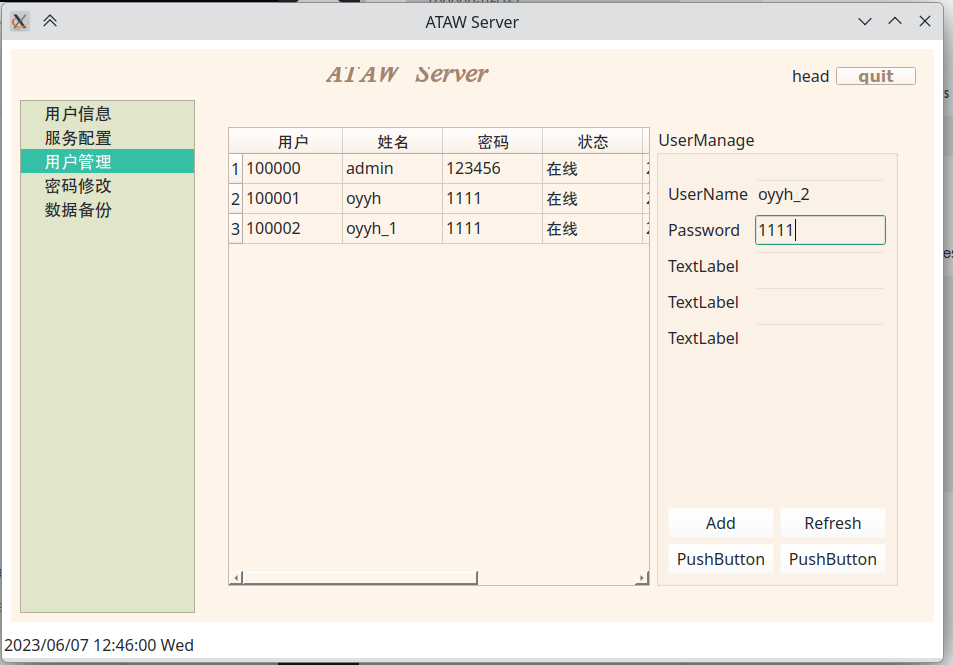 ATAW Server
ATAW Server
head quit
用户信息
服务配置
用户管理
密码修改
数据备份
用户 姓名 密码 状态
1 100000 admin 123456 在线
2 100001 oyyh 1111 在线
3 100002 oyyh_1 1111 在线
UserManage
UserName oyyh_2
Password 1111
TextLabel
TextLabel
TextLabel
Add Refresh
PushButton PushButton
2023/06/07 12:46:00 Wed